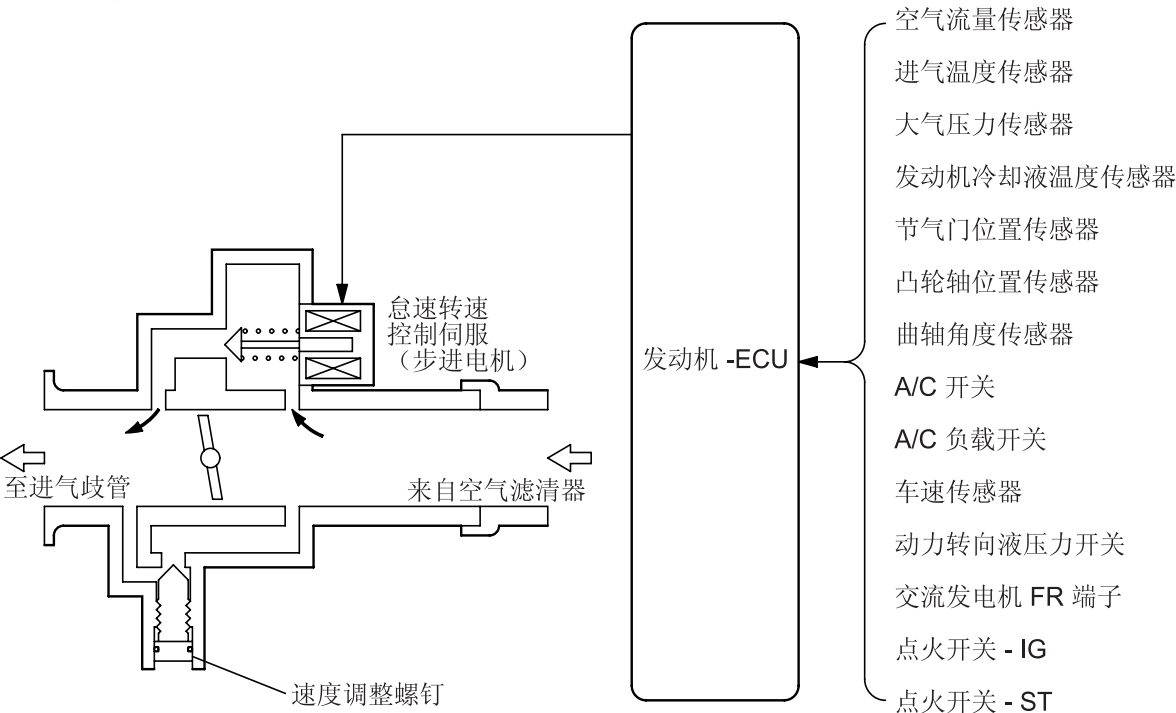 空气流量传感器
进气温度传感器
大气压力传感器
发动机冷却液温度传感器
节气门位置传感器
凸轮轴位置传感器
曲轴角度传感器
A/C 开关
A/C 负载开关
车速传感器
动力转向液压力开关
交流发电机 FR 端子
点火开关 - IG
点火开关 - ST
发动机 -ECU
怠速转速
控制伺服
（步进电机）
至进气歧管
来自空气滤清器
速度调整螺钉